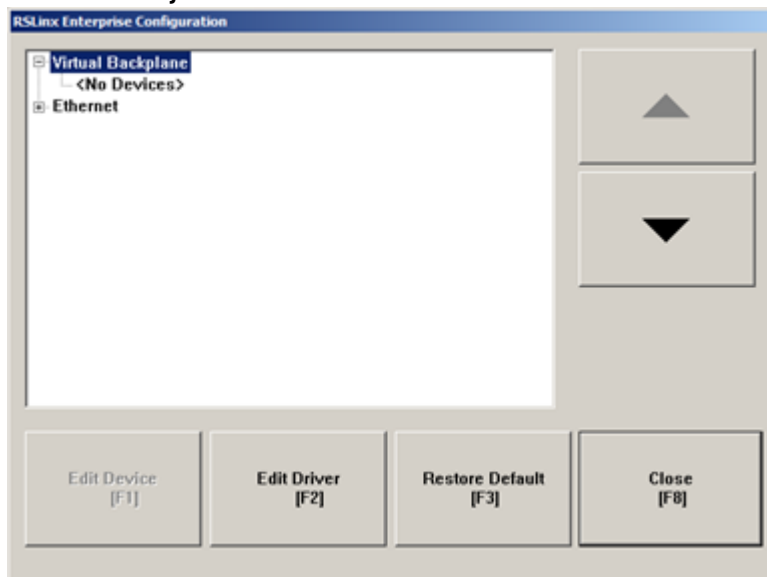 RSLinx Enterprise Configuration
Virtual Backplane
<No Devices>
Ethernet
Edit Device
[F1]
Edit Driver
[F2]
Restore Default
[F3]
Close
[F8]